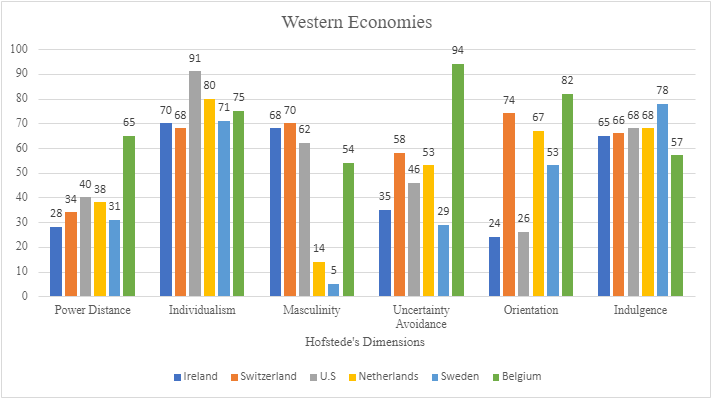 Western Economies
100
90
80
70
60
50
40
30
20
10
0
28 34 40 38 31 65
70 68 91 80 71 75
68 70 62 14 5 54
35 58 46 53 29 94
24 74 26 67 53 82
65 66 68 68 78 57
Power Distance Individualism Masculinity Uncertainty Avoidance Orientation Indulgence
Hofstede's Dimensions
Ireland Switzerland U.S Netherlands Sweden Belgium